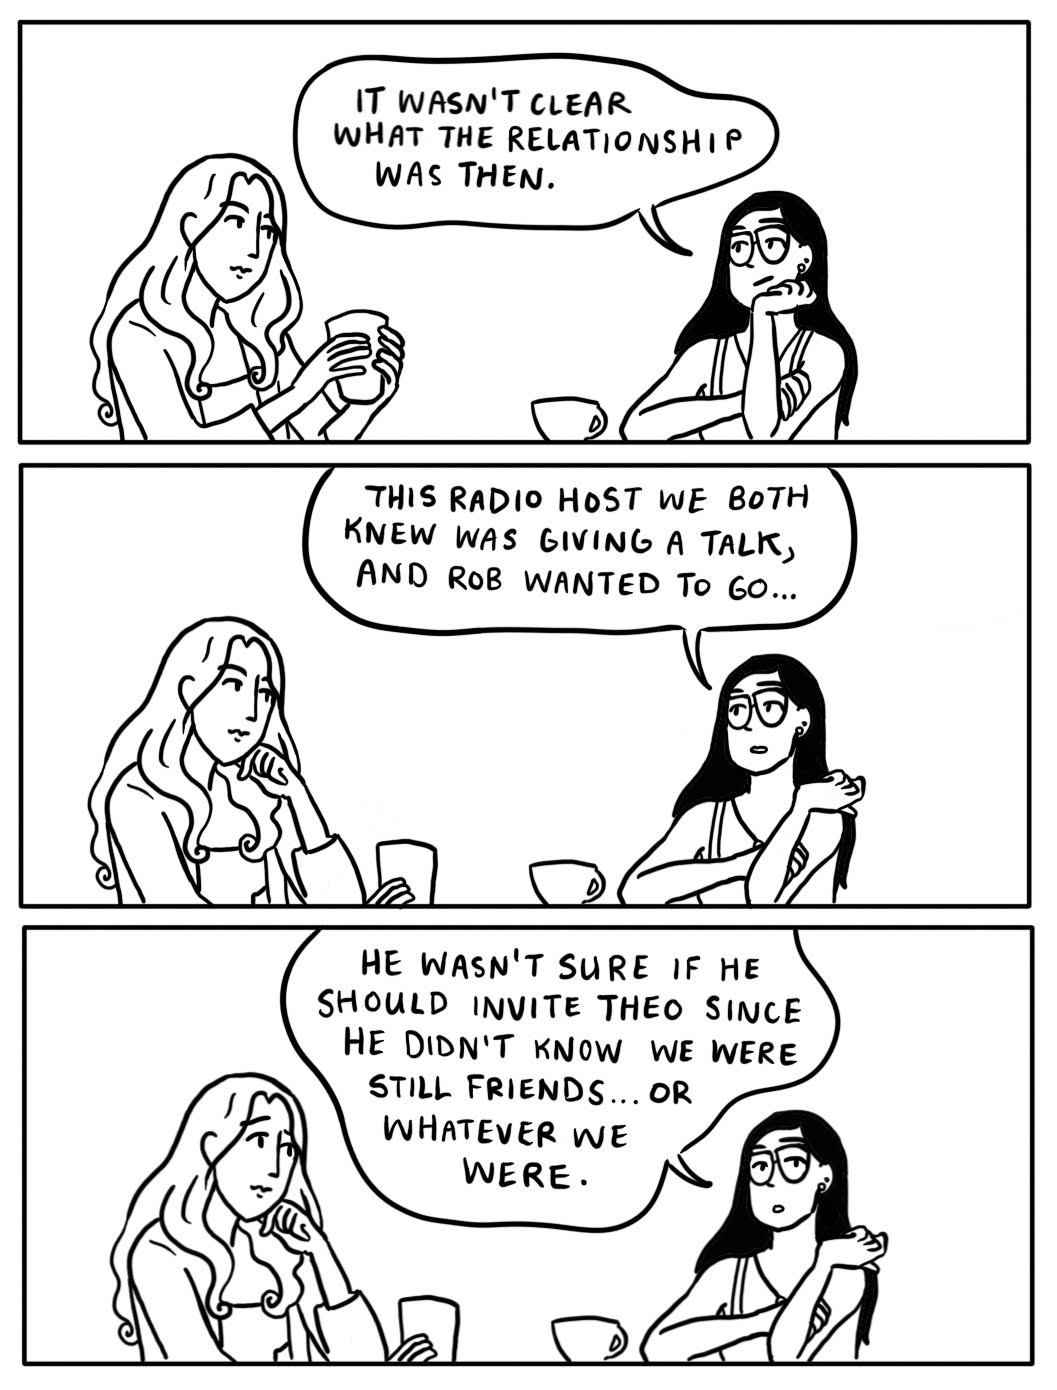 IT WASN'T CLEAR
WHAT THE RELATIONSHIP
WAS THEN.
THIS RADIO HOST WE BOTH
KNEW WAS GIVING A TALK,
AND ROB WANTED TO GO...
HE WASN'T SURE IF HE
SHOULD INVITE THEO SINCE
HE DIDN'T KNOW WE WERE
STILL FRIENDS... OR
WHATEVER WE
WERE.